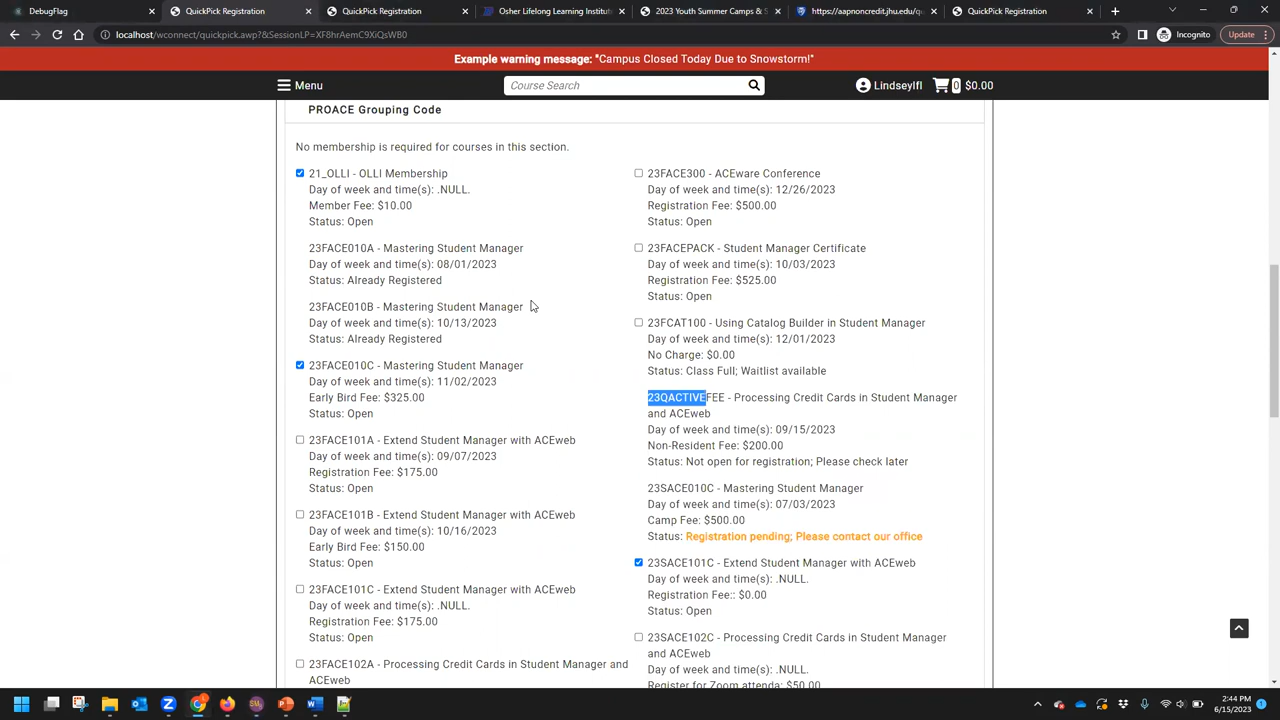 DebugFlag
QuickPick Registration
QuickPick Registration
Osher Lifelong Learning Institut
2023 Youth Summer Camps & S
https://aaponcredit.jhu.edu/q
QuickPick Registration
localhost/wconnect/quickpick.awp?&SessionLP=XF8hrAemC9XiQsWB0
Incognito
Update
Example warning message: "Campus Closed Today Due to Snowstorm!"
Menu
Course Search
Lindseylfl
0
$0.00
PROACE Grouping Code
No membership is required for courses in this section.
21_OLLI - OLLI Membership
Day of week and time(s): .NULL.
Member Fee: $10.00
Status: Open
23FACE010A - Mastering Student Manager
Day of week and time(s): 08/01/2023
Status: Already Registered
23FACE010B - Mastering Student Manager
Day of week and time(s): 10/13/2023
Status: Already Registered
23FACE010C - Mastering Student Manager
Day of week and time(s): 11/02/2023
Early Bird Fee: $325.00
Status: Open
23FACE101A - Extend Student Manager with ACEweb
Day of week and time(s): 09/07/2023
Registration Fee: $175.00
Status: Open
23FACE101B - Extend Student Manager with ACEweb
Day of week and time(s): 10/16/2023
Early Bird Fee: $150.00
Status: Open
23FACE101C - Extend Student Manager with ACEweb
Day of week and time(s): .NULL.
Registration Fee: $175.00
Status: Open
23FACE102A - Processing Credit Cards in Student Manager and
ACEweb
23FACE300 - ACEware Conference
Day of week and time(s): 12/26/2023
Registration Fee: $500.00
Status: Open
23FACEPACK - Student Manager Certificate
Day of week and time(s): 10/03/2023
Registration Fee: $525.00
Status: Open
23FCAT100 - Using Catalog Builder in Student Manager
Day of week and time(s): 12/01/2023
No Charge: $0.00
Status: Class Full; Waitlist available
23QACTIVEFEE - Processing Credit Cards in Student Manager
and ACEweb
Day of week and time(s): 09/15/2023
Non-Resident Fee: $200.00
Status: Not open for registration; Please check later
23SACE010C - Mastering Student Manager
Day of week and time(s): 07/03/2023
Camp Fee: $500.00
Status: Registration pending; Please contact our office
23SACE101C - Extend Student Manager with ACEweb
Day of week and time(s): .NULL.
Registration Fee:: $0.00
Status: Open
23SACE102C - Processing Credit Cards in Student Manager
and ACEweb
Day of week and time(s): .NULL.
Register for Zoom attenda: $50.00
2:44 PM
6/15/2023